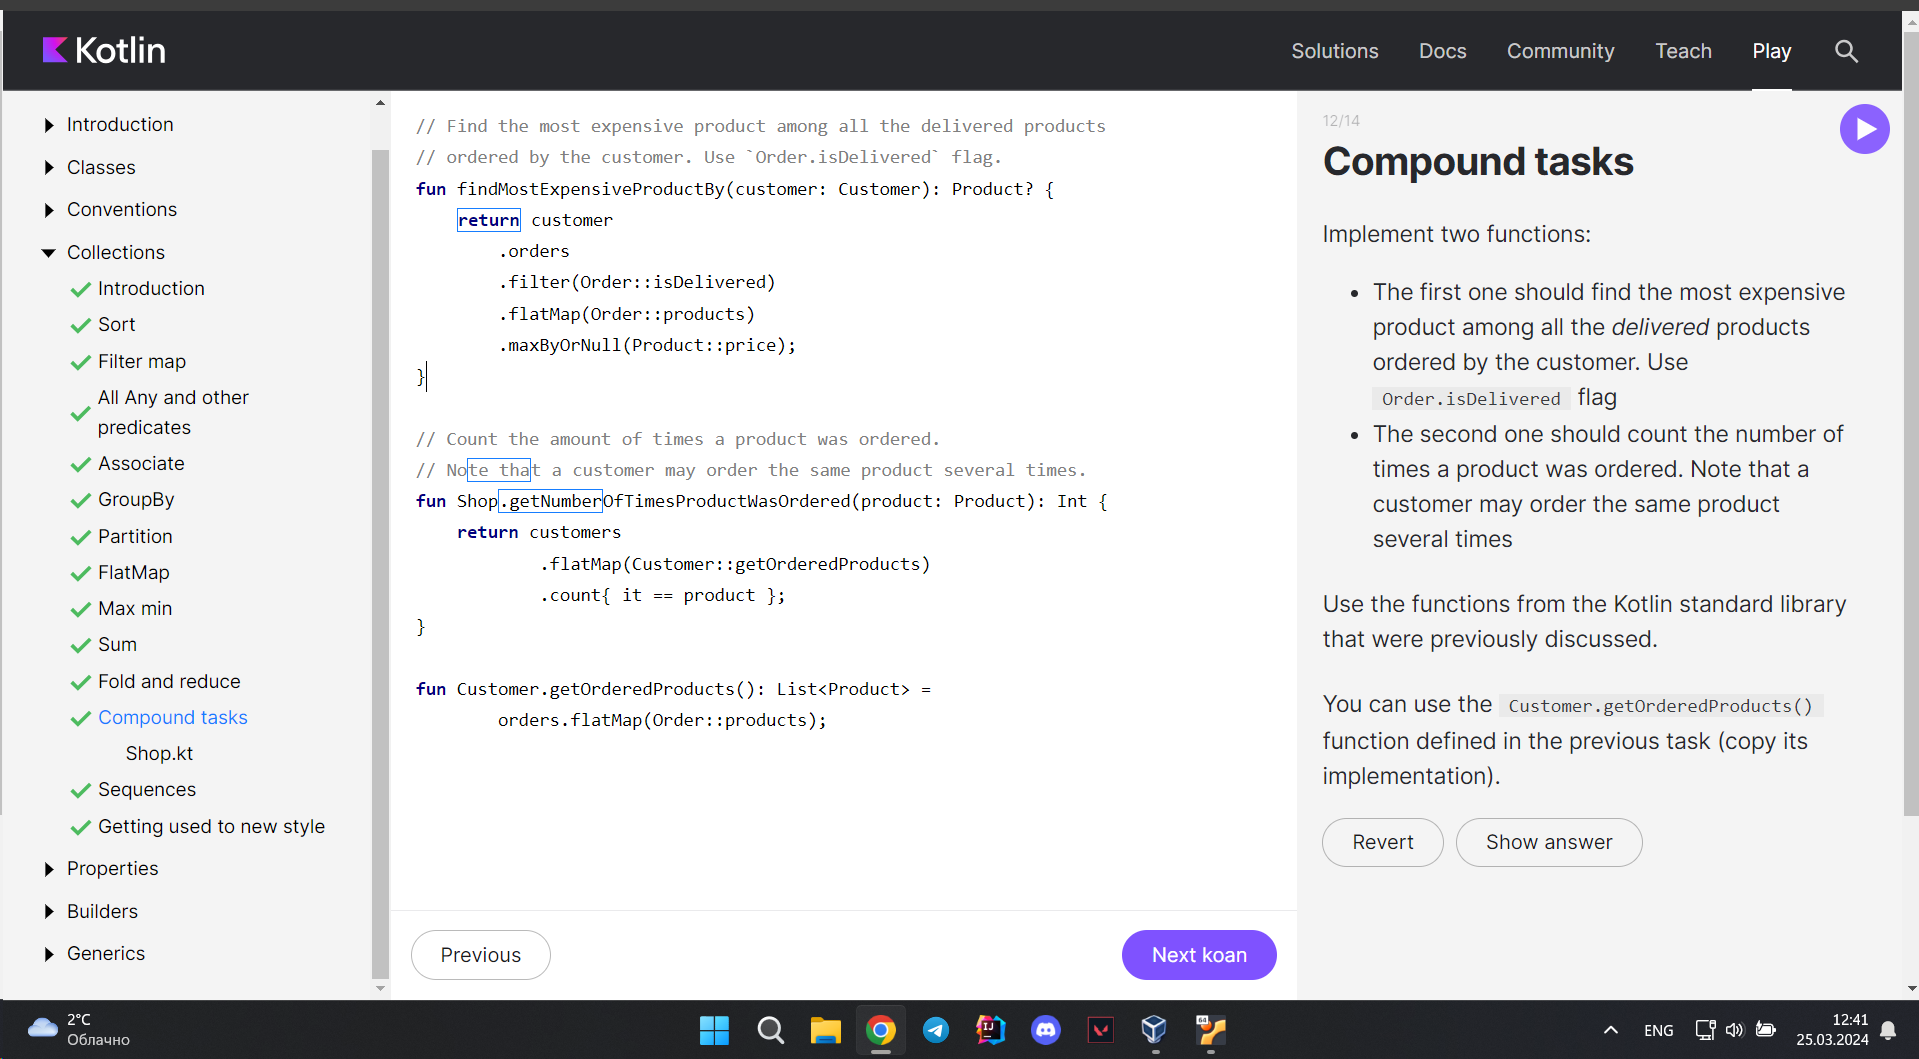 Kotlin
Solutions Docs Community Teach Play
Introduction
Classes
Conventions
Collections
Introduction
Sort
Filter map
All Any and other
predicates
Associate
GroupBy
Partition
FlatMap
Max min
Sum
Fold and reduce
Compound tasks
Shop.kt
Sequences
Getting used to new style
Properties
Builders
Generics
// Find the most expensive product among all the delivered products
// ordered by the customer. Use `Order.isDelivered` flag.
fun findMostExpensiveProductBy(customer: Customer): Product? {
    return customer
        .orders
        .filter(Order::isDelivered)
        .flatMap(Order::products)
        .maxByOrNull(Product::price);
}
// Count the amount of times a product was ordered.
// Note that a customer may order the same product several times.
fun Shop.getNumberOfTimesProductWasOrdered(product: Product): Int {
    return customers
            .flatMap(Customer::getOrderedProducts)
            .count{ it == product };
}
fun Customer.getOrderedProducts(): List<Product> =
        orders.flatMap(Order::products);
Previous
Next koan
12/14
Compound tasks
Implement two functions:
• The first one should find the most expensive
product among all the delivered products
ordered by the customer. Use
Order.isDelivered flag
• The second one should count the number of
times a product was ordered. Note that a
customer may order the same product
several times
Use the functions from the Kotlin standard library
that were previously discussed.
You can use the Customer.getOrderedProducts()
function defined in the previous task (copy its
implementation).
Revert
Show answer
2°C
Облачно
IJ
64
ENG
12:41
25.03.2024